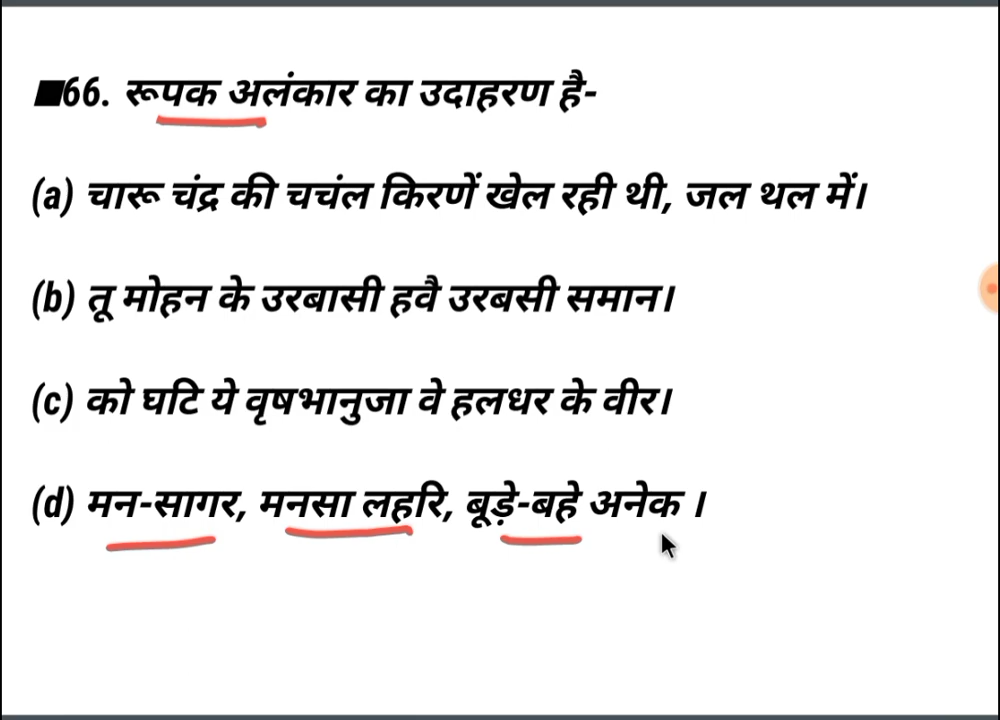 ■66. रूपक अलंकार का उदाहरण है-
(a) चारू चंद्र की चचंल किरणें खेल रही थी, जल थल में।
(b) तू मोहन के उरबासी हवै उरबसी समान।
(c) को घटि ये वृषभानुजा वे हलधर के वीर।
(d) मन-सागर, मनसा लहरि, बूड़े-बहे अनेक ।